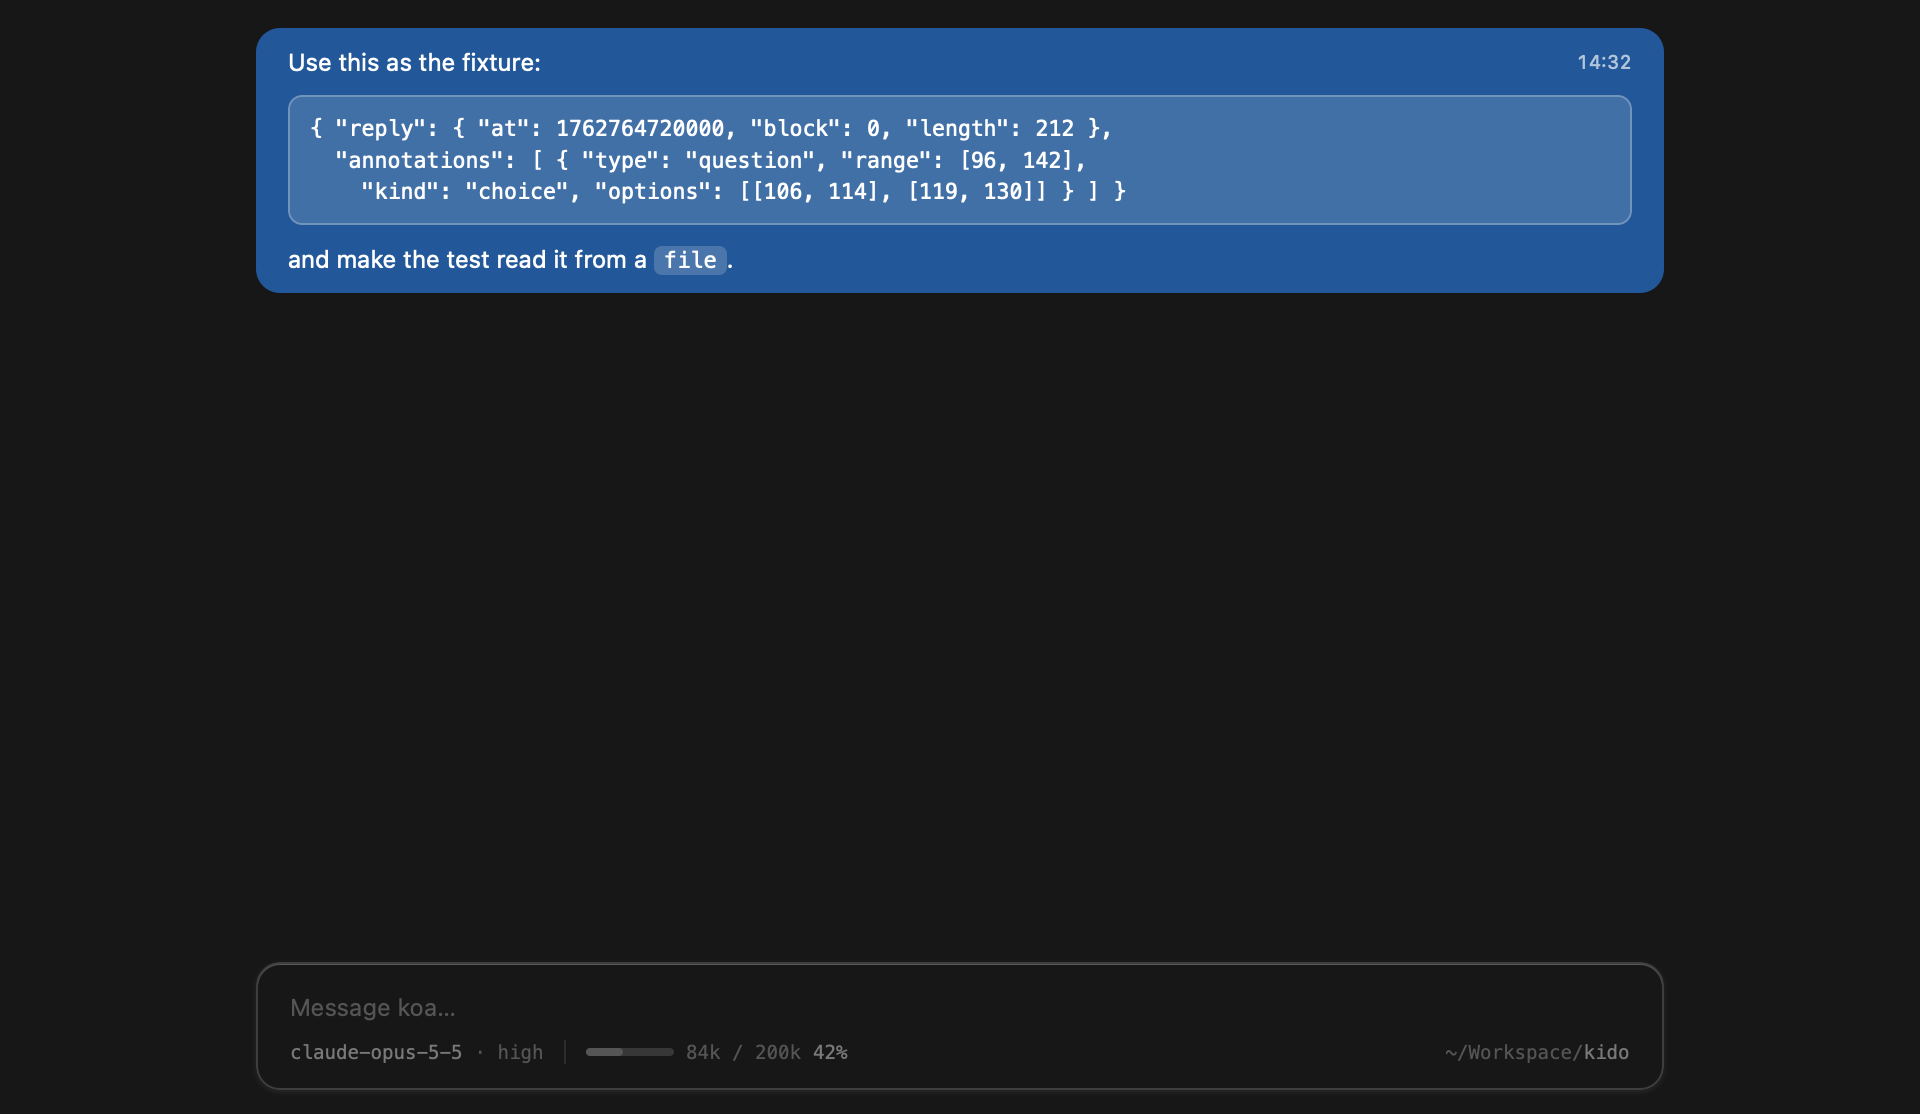 Use this as the fixture:
14:32
{ "reply": { "at": 1762764720000, "block": 0, "length": 212 },
  "annotations": [ { "type": "question", "range": [96, 142],
    "kind": "choice", "options": [[106, 114], [119, 130]] } ] }
and make the test read it from a file.
Message koa...
claude-opus-5-5 · high | 84k / 200k 42% ~/Workspace/kido